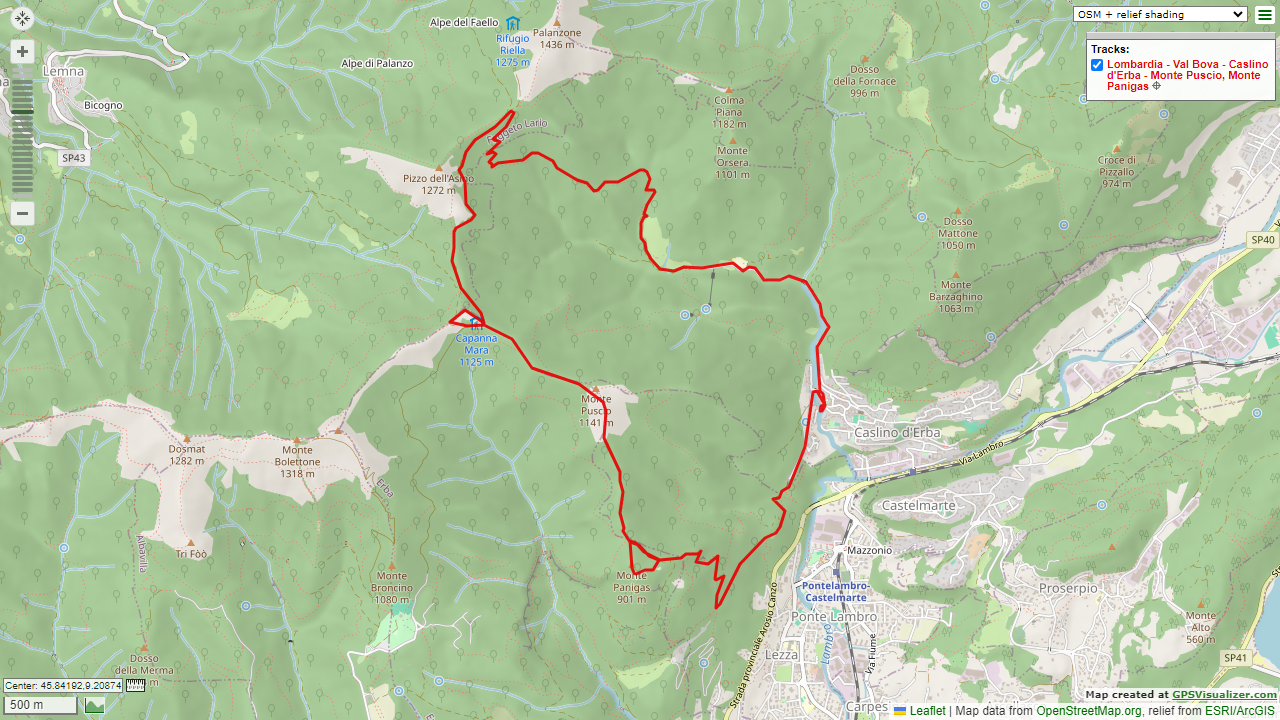 Alpe del Faello
Palanzone
1436 m
Rifugio
Riella
1275 m
Alpe di Palanzo
Lemna
Bicogno
SP43
OSM + relief shading
Tracks:
Lombardia - Val Bova - Caslino
d'Erba - Monte Puscio, Monte
Panigas
Dosso
della Fornace
996 m
Colma
Piana
1182 m
Faggeto Lario
Monte
Orsera
1101 m
Croce di
Pizzallo
974 m
Pizzo dell'Asino
1272 m
Dosso
Mattone
1050 m
SP40
Monte
Barzaghino
1063 m
Capanna
Mara
1125 m
Monte
Puscio
1141 m
Caslino d'Erba
Via Lambro
Dosmat
1282 m
Monte
Bolettone
1318 m
Erba
Castelmarte
Albavilla
Tri Fôò
Mazzonio
Monte
Broncino
1080 m
Monte
Panigas
901 m
Pontelambro-
Castelmarte
Proserpio
Ponte Lambro
Monte
Alto
560 m
Strada provinciale Arosio Canzo
Lambro
Via Fiume
Lezza
Dosso
della Merma
SP41
Carpes
Center: 45.84192,9.20874
500 m
Map created at GPSVisualizer.com
Leaflet | Map data from OpenStreetMap.org, relief from ESRI/ArcGIS